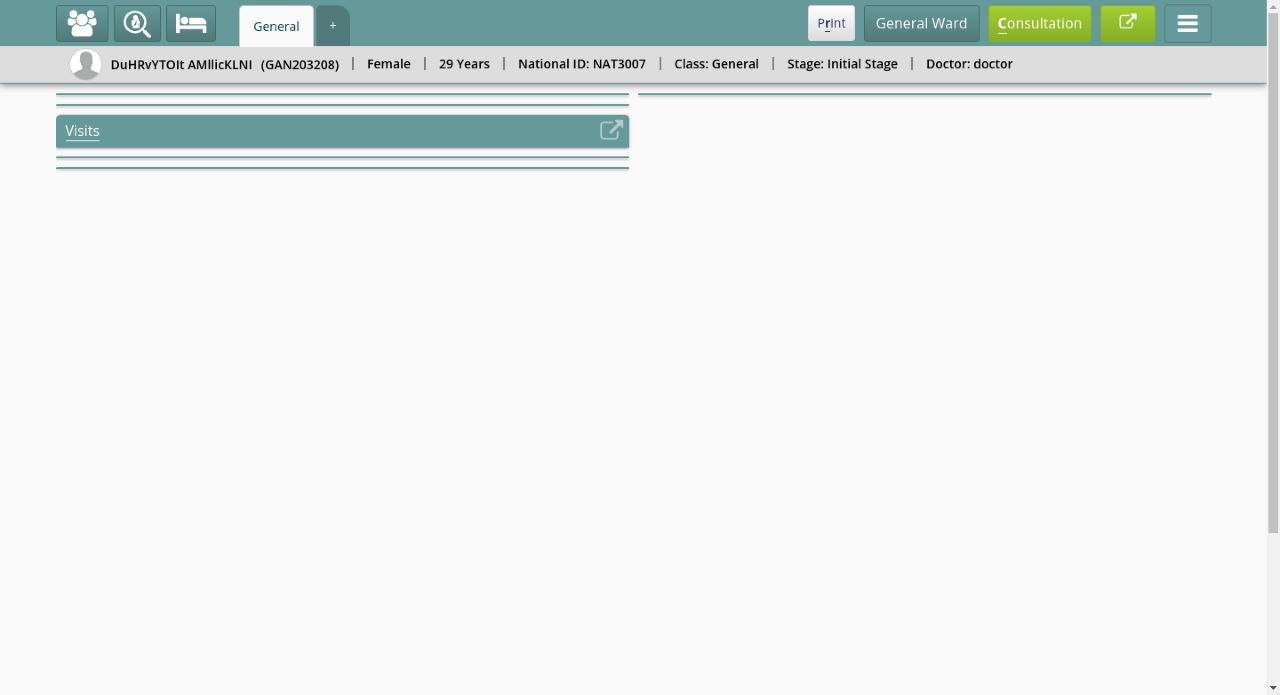 General + Print General Ward Consultation
DuHRvYTOIt AMllicKLNI (GAN203208) | Female | 29 Years | National ID: NAT3007 | Class: General | Stage: Initial Stage | Doctor: doctor
Visits